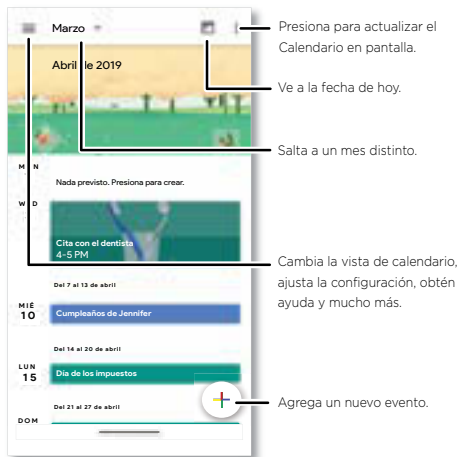 Marzo
Abril de 2019
Nada previsto. Presiona para crear.
Cita con el dentista
4-5 PM
Del 7 al 13 de abril
MIÉ
10
Cumpleaños de Jennifer
Del 14 al 20 de abril
LUN
15
Día de los impuestos
Del 21 al 27 de abril
DOM
Presiona para actualizar el
Calendario en pantalla.
Ve a la fecha de hoy.
Salta a un mes distinto.
Cambia la vista de calendario,
ajusta la configuración, obtén
ayuda y mucho más.
Agrega un nuevo evento.